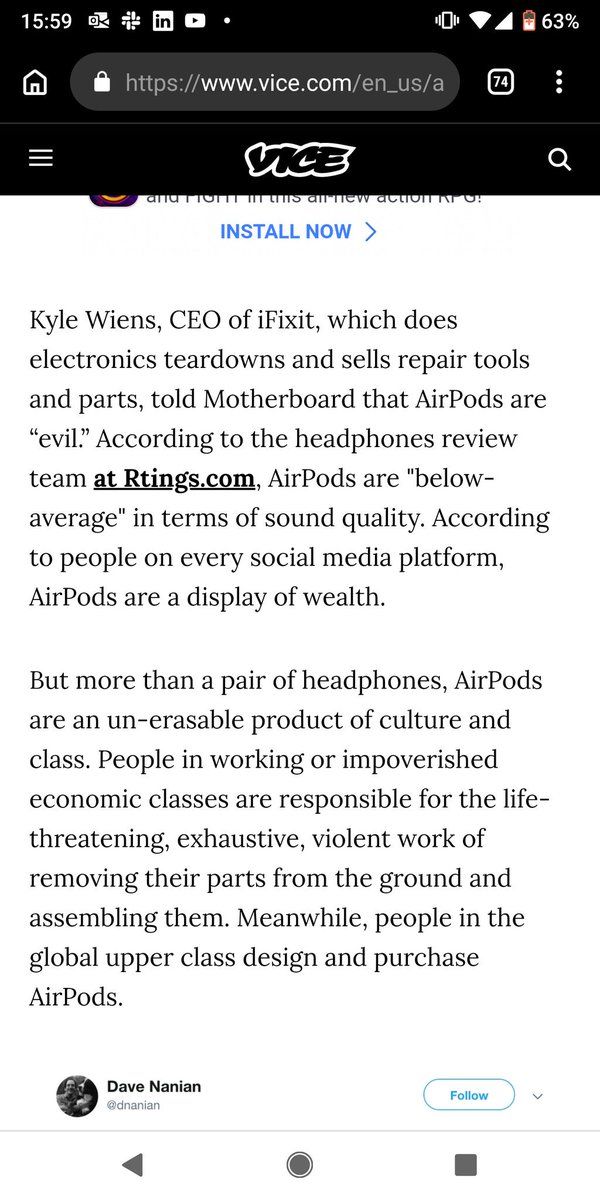 15:59
63%
https://www.vice.com/en_us/a
74
VICE
and FIGHT in this all-new action RPG!
INSTALL NOW
Kyle Wiens, CEO of iFixit, which does
electronics teardowns and sells repair tools
and parts, told Motherboard that AirPods are
“evil.” According to the headphones review
team at Rtings.com, AirPods are "below-
average" in terms of sound quality. According
to people on every social media platform,
AirPods are a display of wealth.
But more than a pair of headphones, AirPods
are an un-erasable product of culture and
class. People in working or impoverished
economic classes are responsible for the life-
threatening, exhaustive, violent work of
removing their parts from the ground and
assembling them. Meanwhile, people in the
global upper class design and purchase
AirPods.
Dave Nanian
@dnanian
Follow